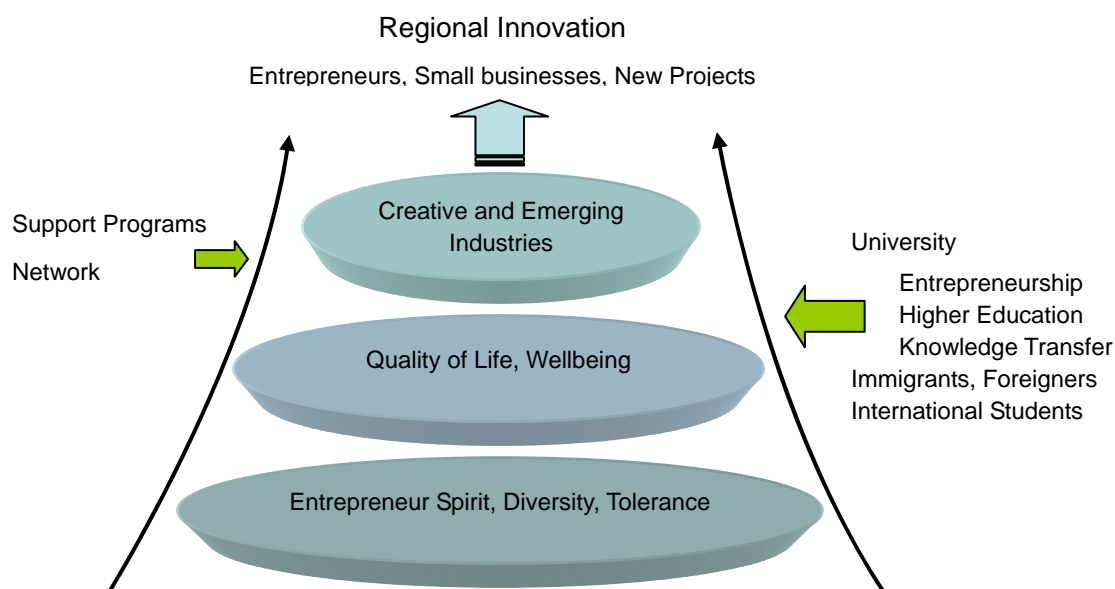 Regional Innovation
Entrepreneurs, Small businesses, New Projects
Creative and Emerging
Industries
Support Programs
Network
University
Entrepreneurship
Higher Education
Knowledge Transfer
Immigrants, Foreigners
International Students
Quality of Life, Wellbeing
Entrepreneur Spirit, Diversity, Tolerance